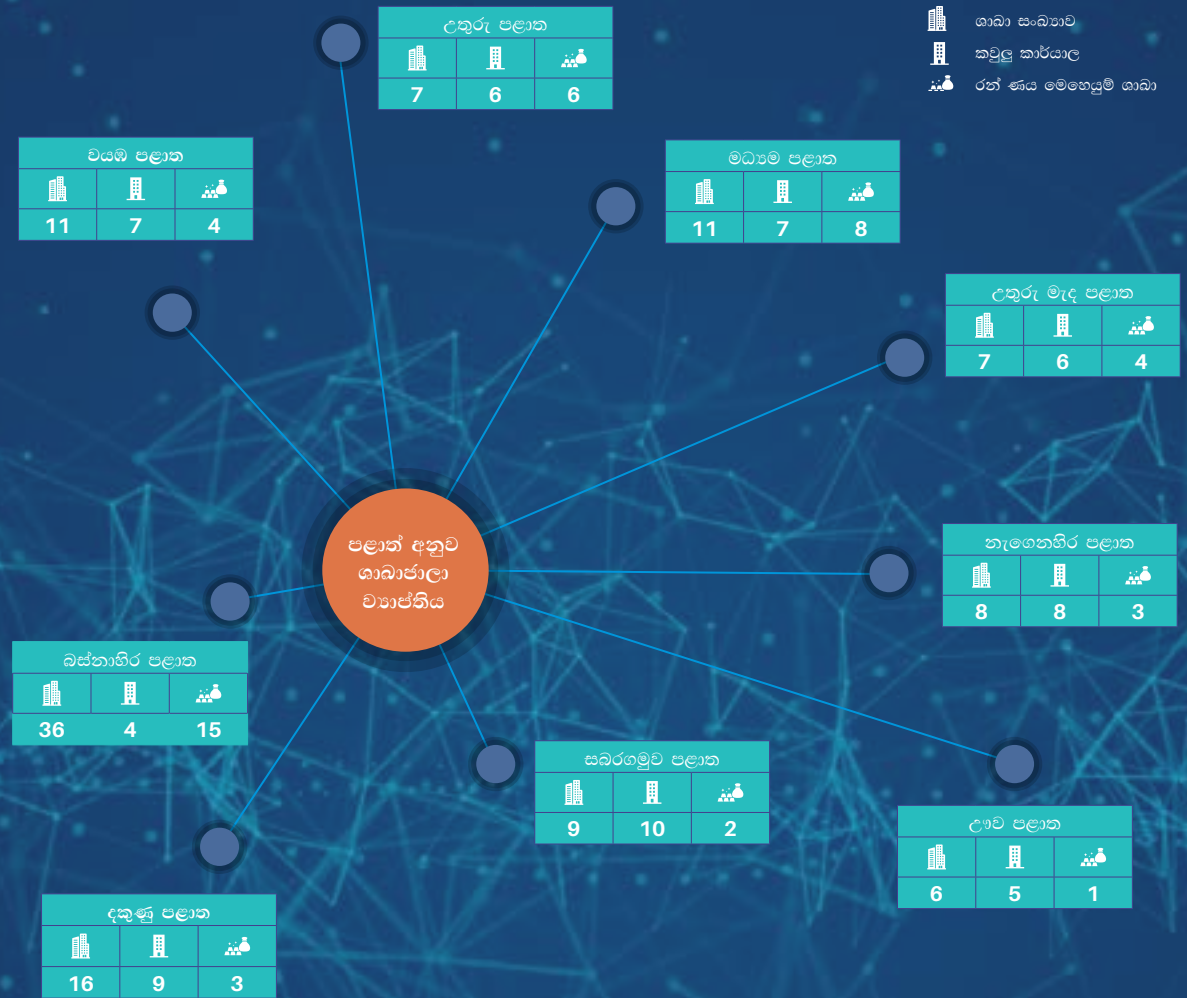 උතුරු පළාත
7 6 6
ශාඛා සංඛ්‍යාව
කවුලු කාර්යාල
රන් ණය මෙහෙයුම් ශාඛා
වයඹ පළාත
11 7 4
මධ්‍යම පළාත
11 7 8
උතුරු මැද පළාත
7 6 4
පළාත් අනුව
ශාඛාජාලා
ව්‍යාප්තිය
නැගෙනහිර පළාත
8 8 3
බස්නාහිර පළාත
36 4 15
සබරගමුව පළාත
9 10 2
ඌව පළාත
6 5 1
දකුණු පළාත
16 9 3